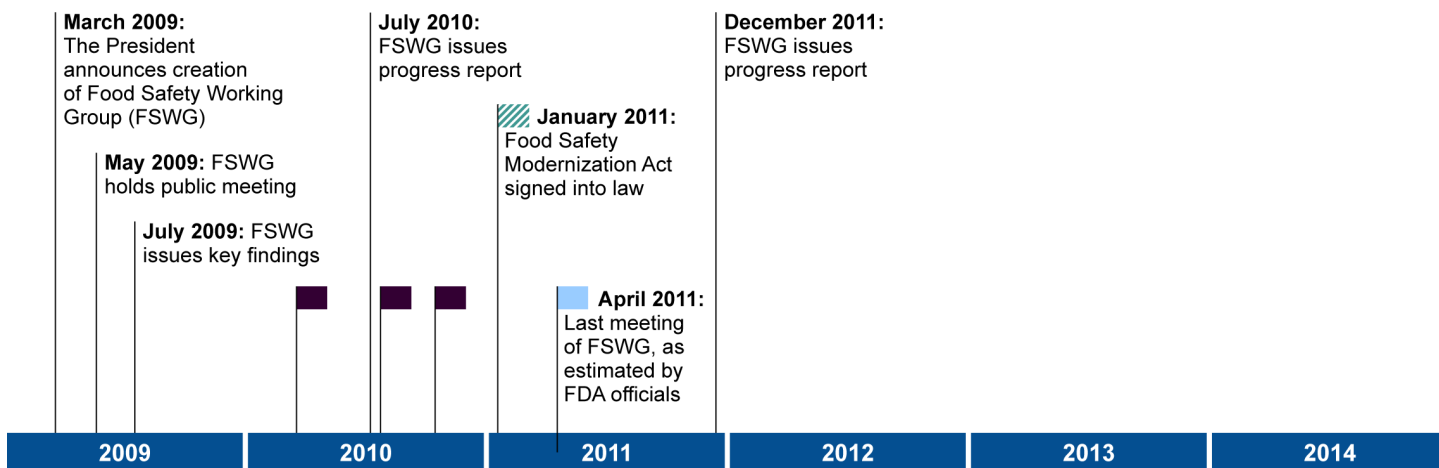 March 2009:
The President
announces creation
of Food Safety Working
Group (FSWG)
May 2009: FSWG
holds public meeting
July 2009: FSWG
issues key findings
July 2010:
FSWG issues
progress report
January 2011:
Food Safety
Modernization Act
signed into law
April 2011:
Last meeting
of FSWG, as
estimated by
FDA officials
December 2011:
FSWG issues
progress report
2009
2010
2011
2012
2013
2014